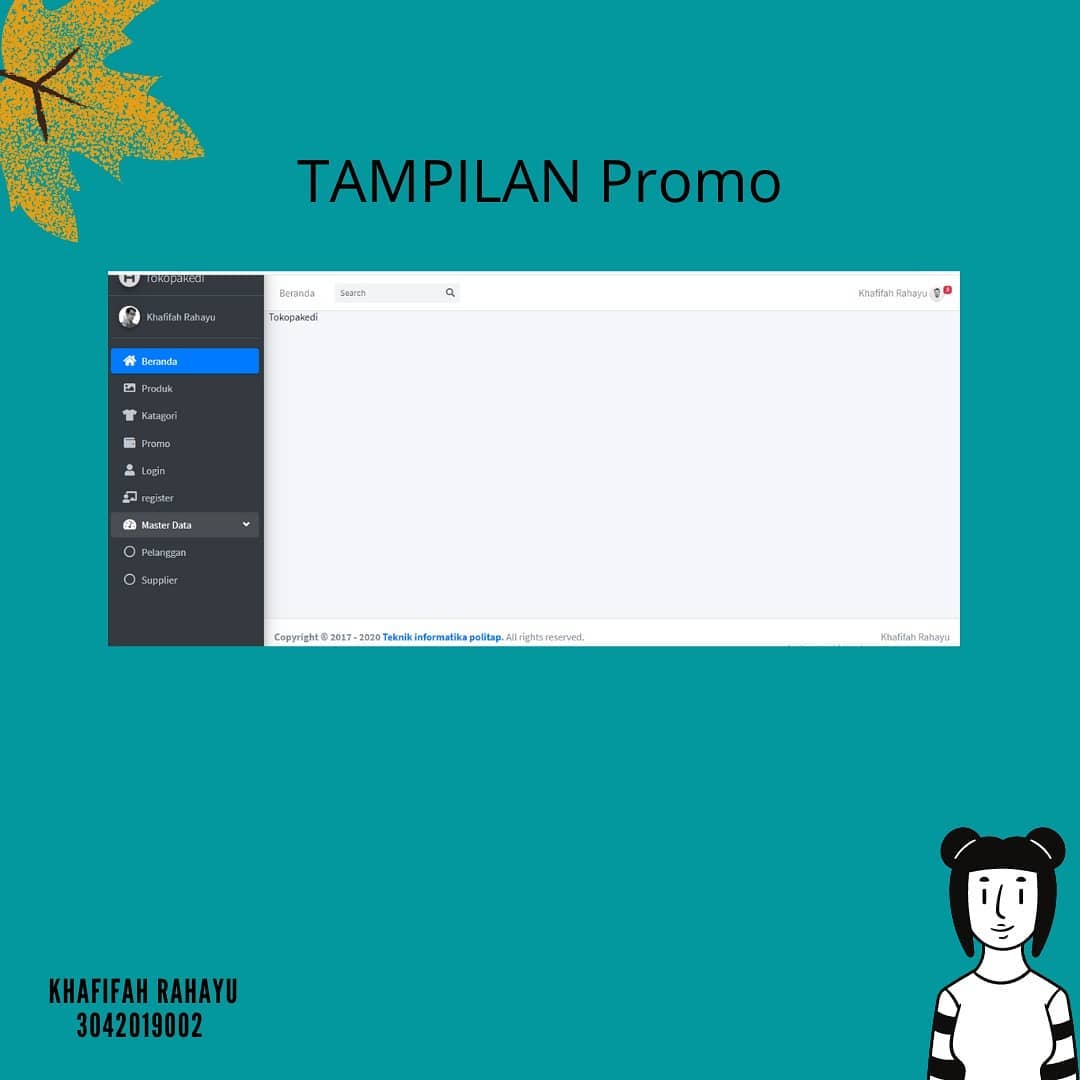 TAMPILAN Promo
Tokopakedi
Khafifah Rahayu
Beranda
Produk
Katagori
Promo
Login
register
Master Data
Pelanggan
Supplier
Beranda
Search
Khafifah Rahayu
Tokopakedi
Copyright © 2017 - 2020 Teknik informatika politap. All rights reserved.
Khafifah Rahayu
KHAFIFAH RAHAYU
3042019002